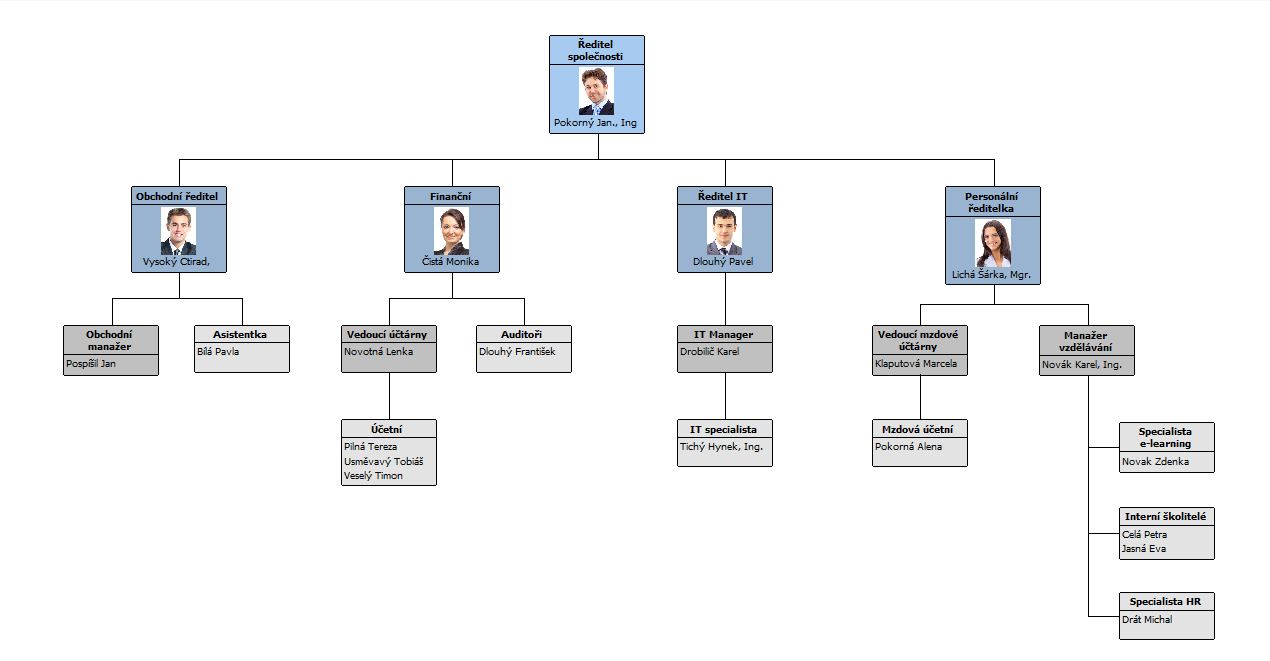 Ředitel
společnosti
Pokorný Jan., Ing
Obchodní ředitel
Vysoký Ctirad,
Finanční
Čistá Monika
Ředitel IT
Dlouhý Pavel
Personální
ředitelka
Lichá Šárka, Mgr.
Obchodní
manažer
Pospíšil Jan
Asistentka
Bílá Pavla
Vedoucí účtárny
Novotná Lenka
Auditoři
Dlouhý František
IT Manager
Drobilič Karel
Vedoucí mzdové
účtárny
Klaputová Marcela
Manažer
vzdělávání
Novák Karel, Ing.
Účetní
Pilná Tereza
Usměvavý Tobiáš
Veselý Timon
IT specialista
Tichý Hynek, Ing.
Mzdová účetní
Pokorná Alena
Specialista
e-learning
Novak Zdenka
Interní školitelé
Celá Petra
Jasná Eva
Specialista HR
Drát Michal